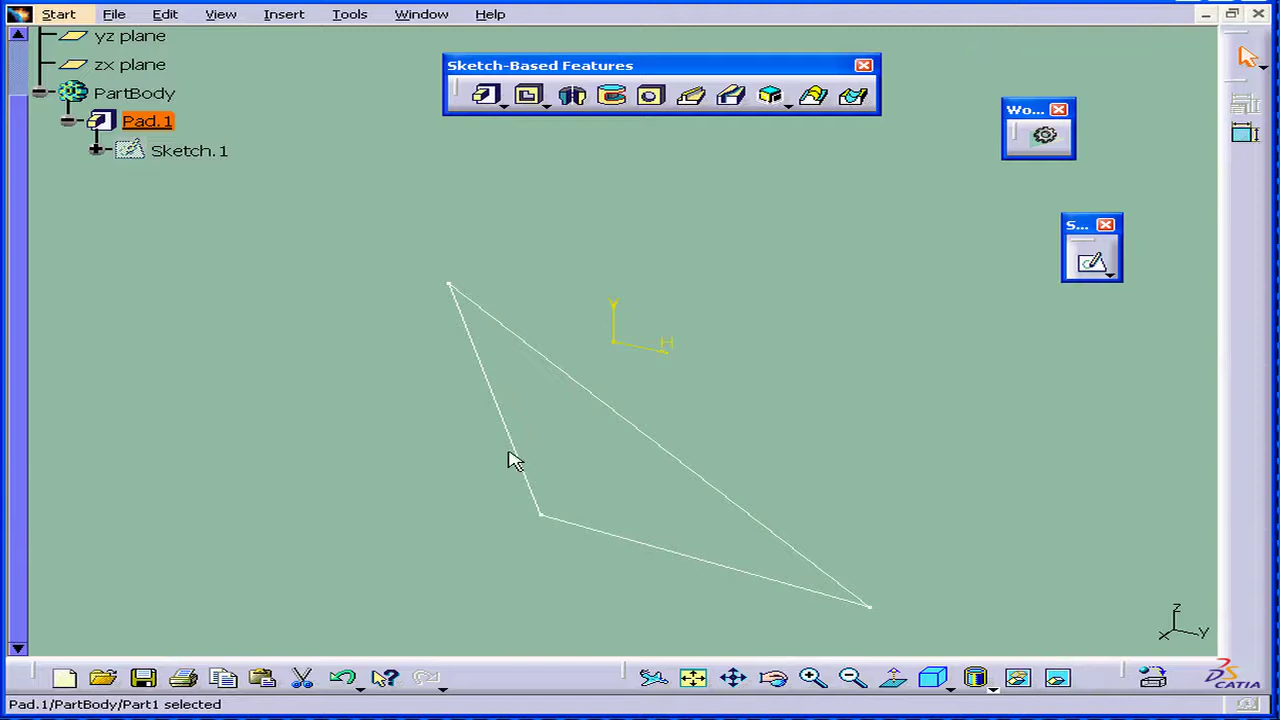 Start File Edit View Insert Tools Window Help
yz plane
zx plane
PartBody
Pad.1
Sketch.1
Sketch-Based Features
Wo...
S...
V
H
z
x y
DS CATIA
Pad.1/PartBody/Part1 selected